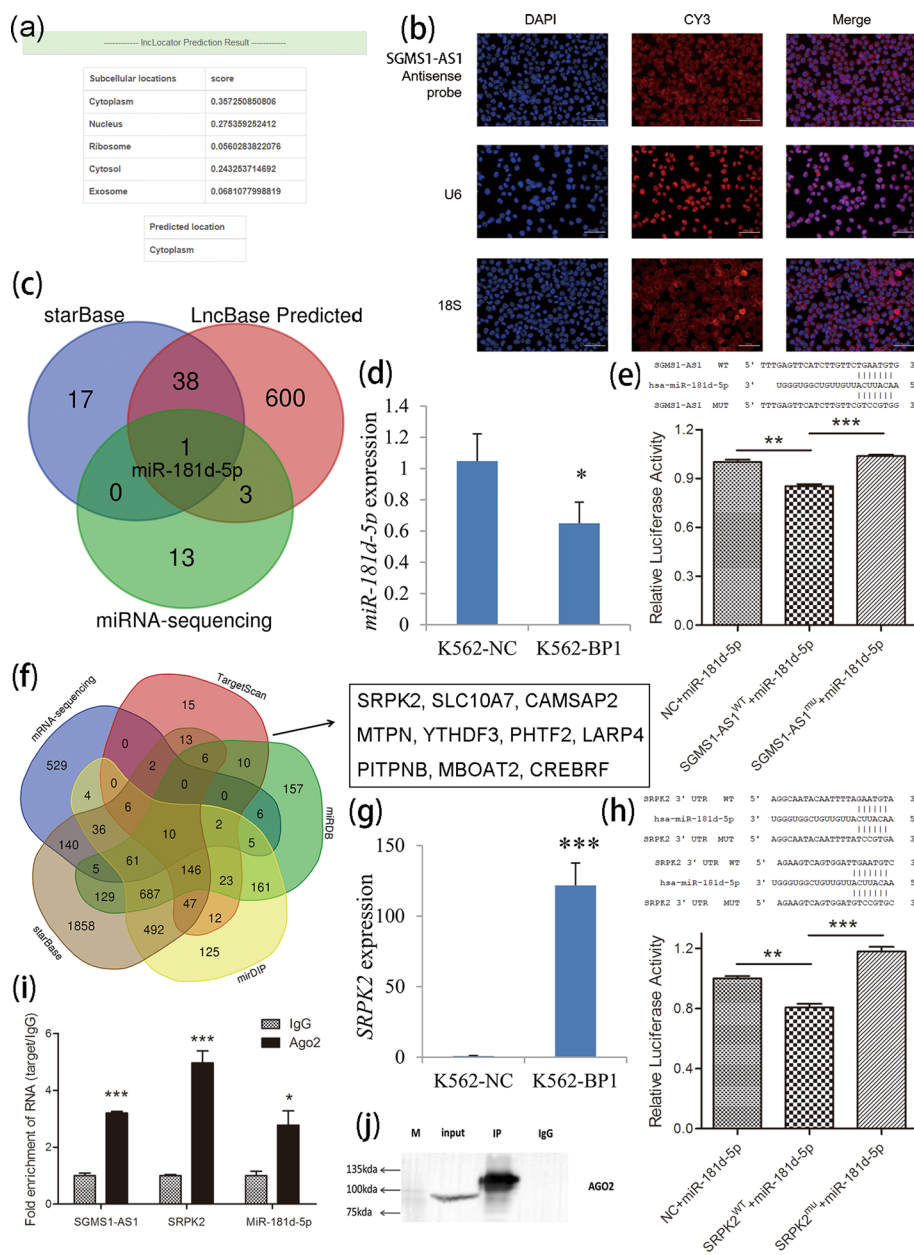 (a)
------------- lncLocator Prediction Result -------------
Subcellular locations score
Cytoplasm 0.357250850806
Nucleus 0.275359252412
Ribosome 0.0560283822076
Cytosol 0.243253714692
Exosome 0.0681077998819
Predicted location
Cytoplasm
(b)
DAPI CY3 Merge
SGMS1-AS1
Antisense
probe
U6
18S
(c)
starBase LncBase Predicted
17 38 600
1
miR-181d-5p
0 3
13
miRNA-sequencing
(d)
miR-181d-5p expression
1.4
1.2
1
0.8
0.6
0.4
0.2
0
*
K562-NC K562-BP1
(e)
SGMS1-AS1 WT 5' TTTGAGTTCATCTTGTTCTGAATGTG 3'
hsa-miR-181d-5p 3' UGGGUGGCUGUUGUUACUUACAA 5'
SGMS1-AS1 MUT 5' TTTGAGTTCATCTTGTTCGTCCGTGG 3'
Relative Luciferase Activity
1.2
0.9
0.6
0.3
0.0
** ***
NC+miR-181d-5p
SGMS1-AS1WT+miR-181d-5p
SGMS1-AS1mu+miR-181d-5p
(f)
mRNA-sequencing
TargetScan
miRDB
mirDIP
starBase
15
529 0 13
2 6 10 157
4 0 0 0 6
6 2
36 10 5
140 61 146
5 23 161
129 687 47
1858 492 12
125
SRPK2, SLC10A7, CAMSAP2
MTPN, YTHDF3, PHTF2, LARP4
PITPNB, MBOAT2, CREBRF
(g)
SRPK2 expression
150
100
50
0
***
K562-NC K562-BP1
(h)
SRPK2 3' UTR WT 5' AGGCAATACAATTTTAGAATGTA 3'
hsa-miR-181d-5p 3' UGGGUGGCUGUUGUUACUUACAA 5'
SRPK2 3' UTR MUT 5' AGGCAATACAATTTTATCCGTGA 3'
SRPK2 3' UTR WT 5' AGAAGTCAGTGGATTGAATGTC 3'
hsa-miR-181d-5p 3' UGGGUGGCUGUUGUUACUUACAA 5'
SRPK2 3' UTR MUT 5' AGAAGTCAGTGGATGTCCGTGC 3'
Relative Luciferase Activity
1.2
0.8
0.4
0.0
** ***
NC+miR-181d-5p
SRPK2WT+miR-181d-5p
SRPK2mu+miR-181d-5p
(i)
Fold enrichment of RNA (target/IgG)
8
6
4
2
0
IgG
Ago2
*** *** *
SGMS1-AS1 SRPK2 MiR-181d-5p
(j)
M input IP IgG
135kda
100kda
75kda
AGO2